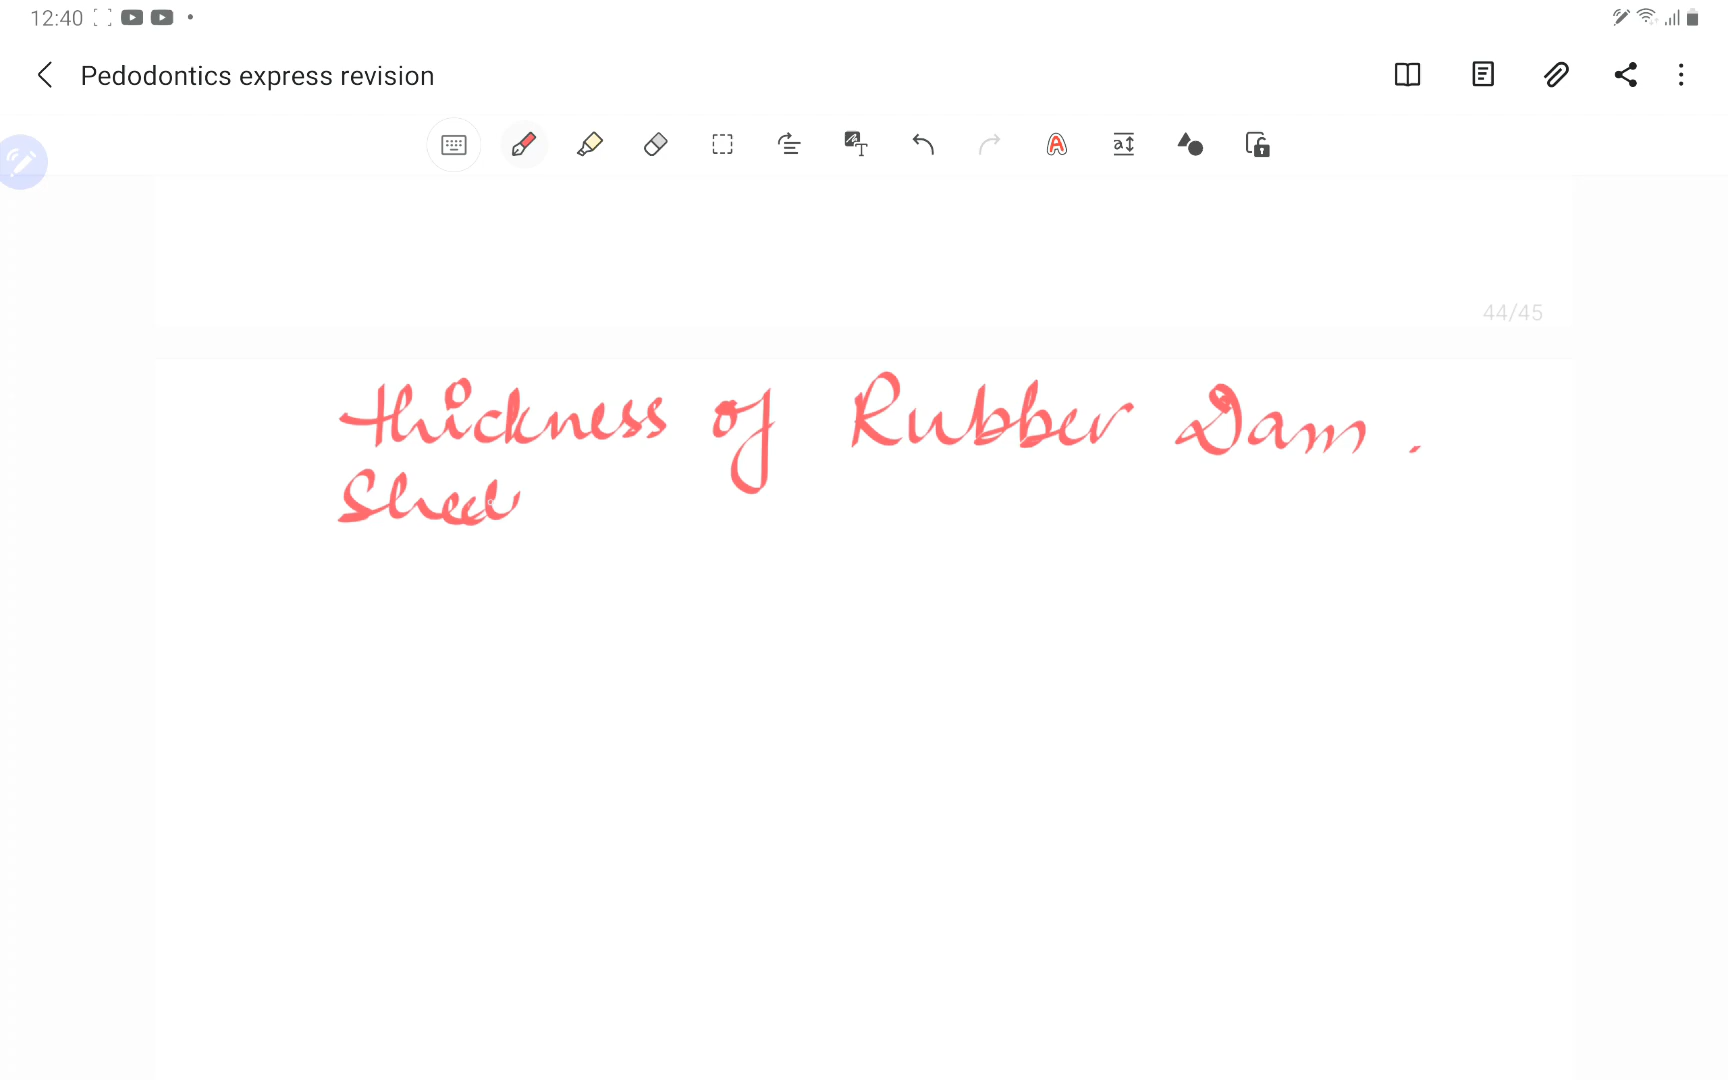 12:40
Pedodontics express revision
44/45
thickness of Rubber Dam .
Sheet